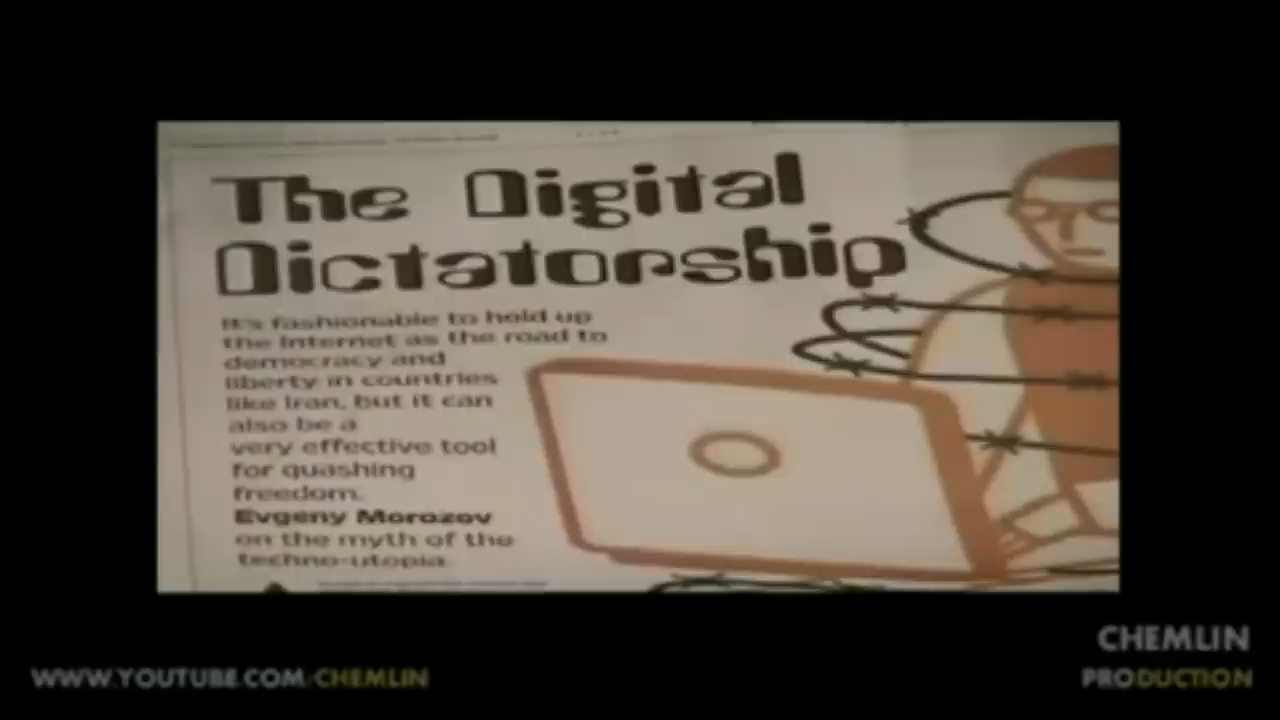 The Digital
Dictatorship
It's fashionable to hold up
the Internet as the road to
democracy and
liberty in countries
like Iran, but it can
also be a
very effective tool
for quashing
freedom.
Evgeny Morozov
on the myth of the
techno-utopia.
CHEMLIN
WWW.YOUTUBE.COM/CHEMLIN
PRODUCTION